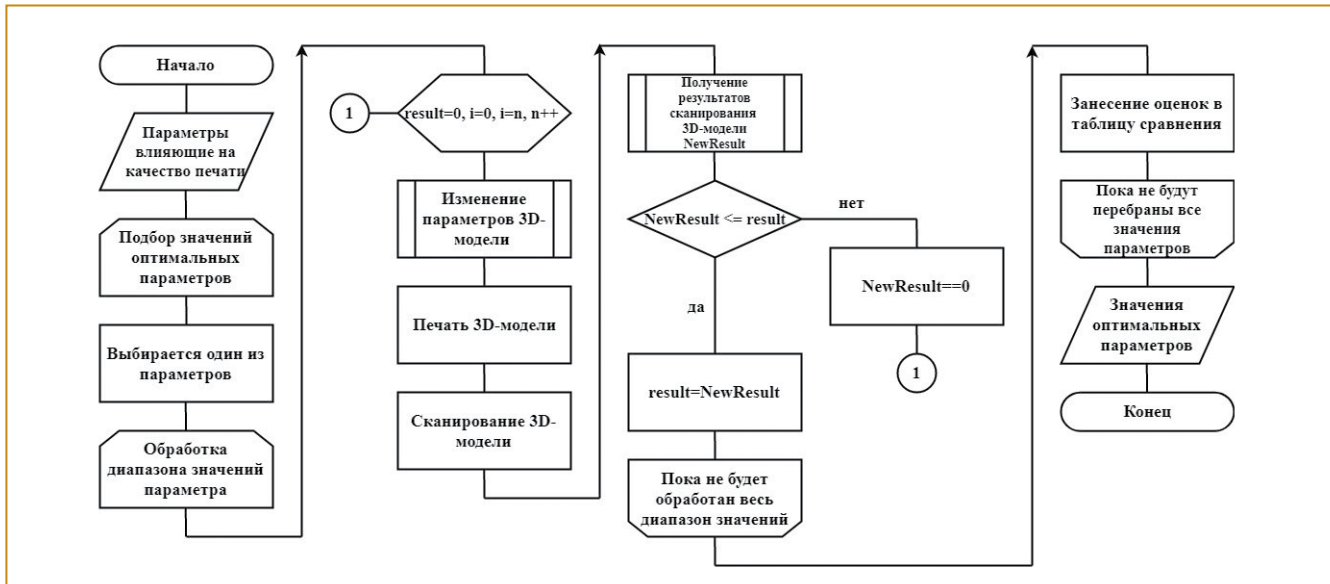 Начало
Параметры
влияющие на
качество печати
Подбор значений
оптимальных
параметров
Выбирается один из
параметров
Обработка
диапазона значений
параметра
1
result=0, i=0, i=n, n++
Изменение
параметров 3D-
модели
Печать 3D-модели
Сканирование 3D-
модели
Получение
результатов
сканирования
3D-модели
NewResult
NewResult <= result
нет
да
NewResult==0
1
result=NewResult
Пока не будет
обработан весь
диапазон значений
Занесение оценок в
таблицу сравнения
Пока не будут
перебраны все
значения
параметров
Значения
оптимальных
параметров
Конец